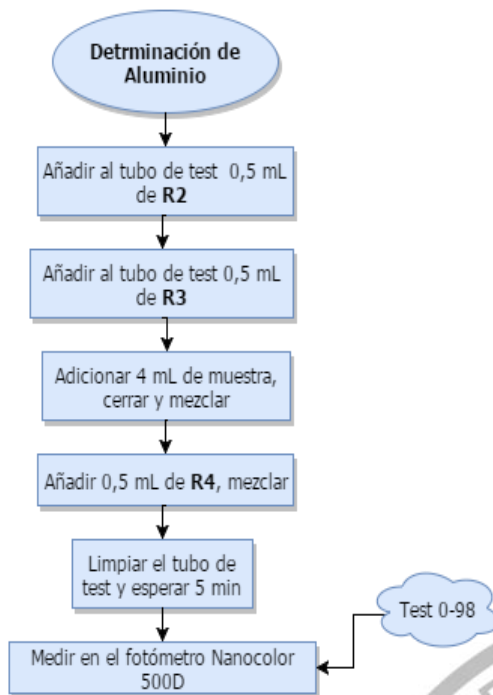 Detrminación de
Aluminio
Añadir al tubo de test 0,5 mL
de R2
Añadir al tubo de test 0,5 mL
de R3
Adicionar 4 mL de muestra,
cerrar y mezclar
Añadir 0,5 mL de R4, mezclar
Limpiar el tubo de
test y esperar 5 min
Test 0-98
Medir en el fotómetro Nanocolor
500D